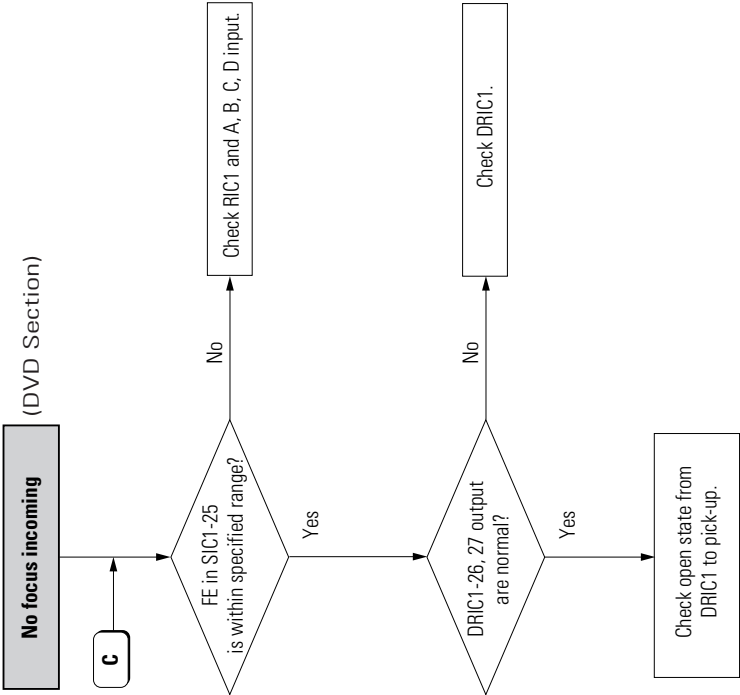 No focus incoming
(DVD Section)
C
FE in SIC1-25
is within specified range?
No
Check RIC1 and A, B, C, D input.
Yes
DRIC1-26, 27 output
are normal?
No
Check DRIC1.
Yes
Check open state from
DRIC1 to pick-up.